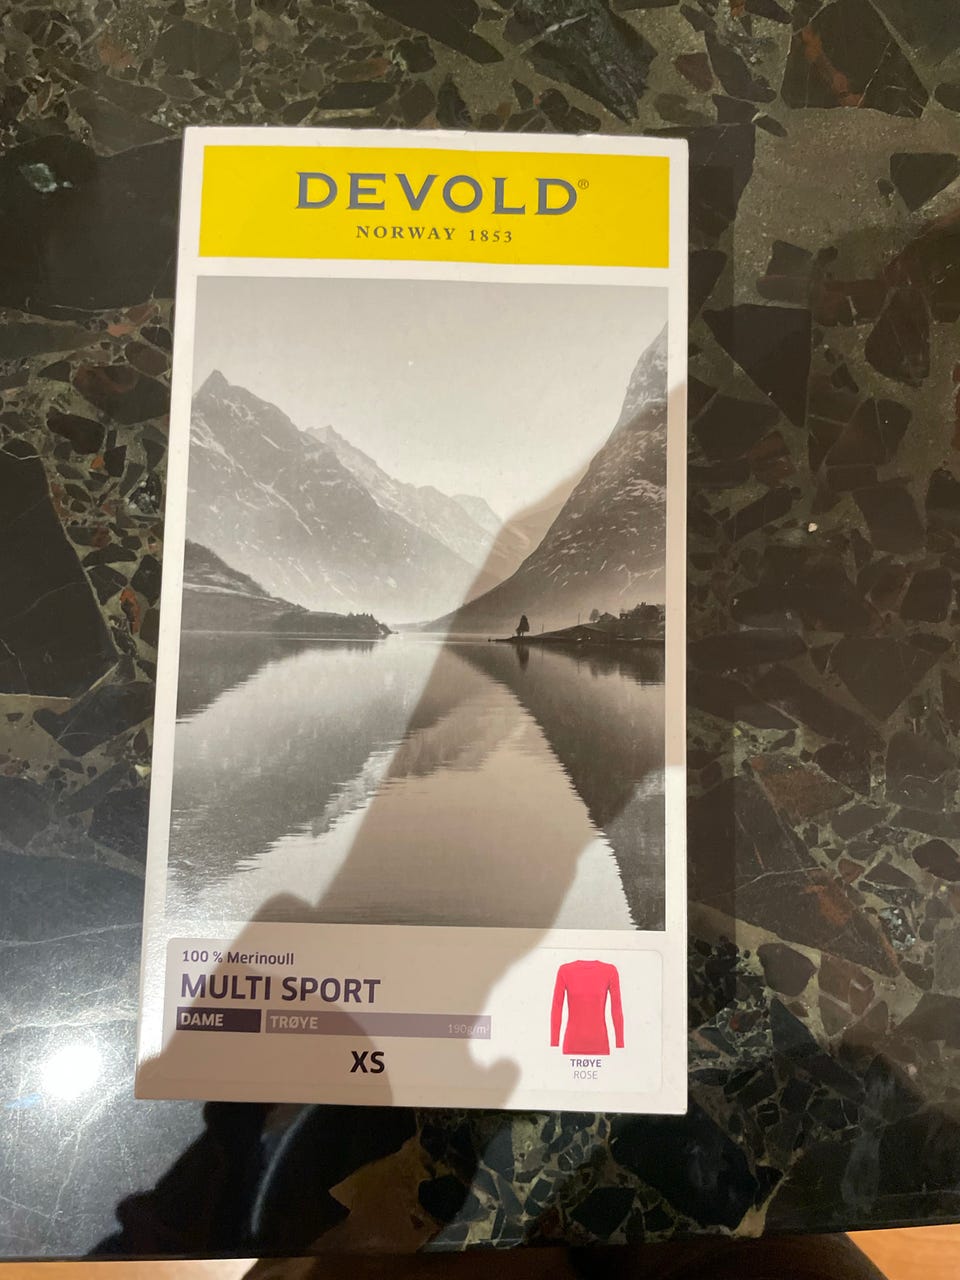 DEVOLD®
NORWAY 1853
100 % Merinoull
MULTI SPORT
DAME TRØYE 190g/m²
XS
TRØYE
ROSE